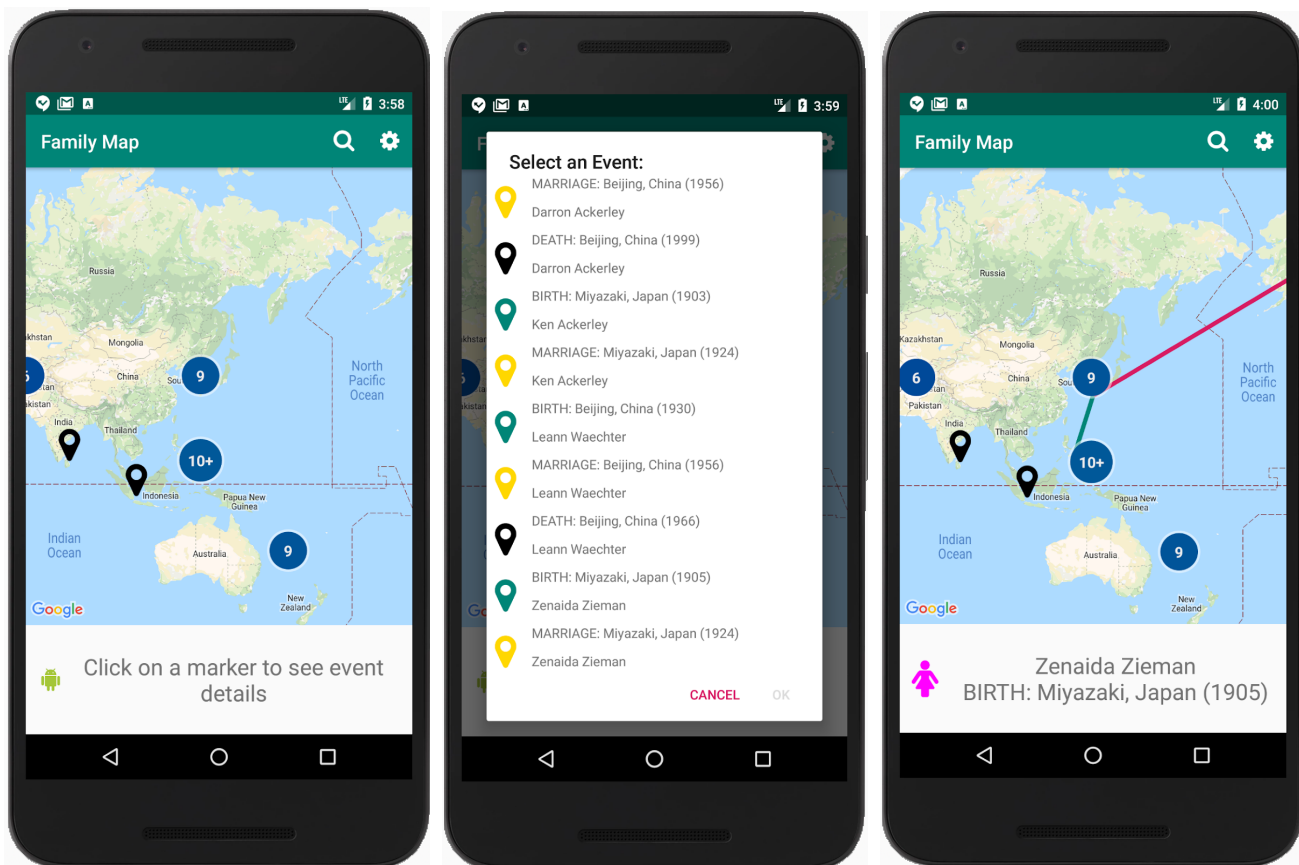 LTE 3:58
Family Map
Russia
Mongolia
China
9
North
Pacific
Ocean
6
India
Thailand
10+
Indonesia
Papua New
Guinea
Indian
Ocean
Australia
9
New
Zealand
Google
Click on a marker to see event
details
LTE 3:59
Select an Event:
MARRIAGE: Beijing, China (1956)
Darron Ackerley
DEATH: Beijing, China (1999)
Darron Ackerley
BIRTH: Miyazaki, Japan (1903)
Ken Ackerley
MARRIAGE: Miyazaki, Japan (1924)
Ken Ackerley
BIRTH: Beijing, China (1930)
Leann Waechter
MARRIAGE: Beijing, China (1956)
Leann Waechter
DEATH: Beijing, China (1966)
Leann Waechter
BIRTH: Miyazaki, Japan (1905)
Zenaida Zieman
MARRIAGE: Miyazaki, Japan (1924)
Zenaida Zieman
CANCEL OK
LTE 4:00
Family Map
Russia
Kazakhstan
Mongolia
China
9
North
Pacific
Ocean
6
Pakistan
India
Thailand
10+
Indonesia
Papua New
Guinea
Indian
Ocean
Australia
9
New
Zealand
Google
Zenaida Zieman
BIRTH: Miyazaki, Japan (1905)